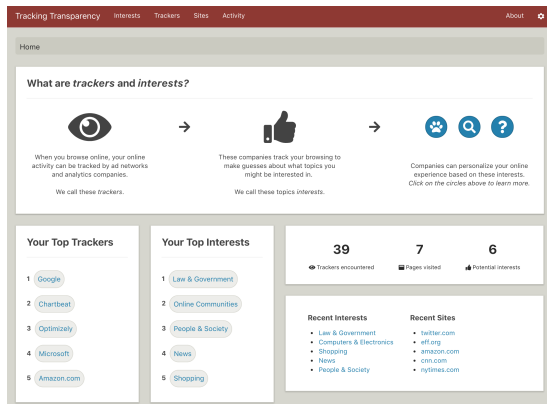 Tracking Transparency Interests Trackers Sites Activity About
Home
What are trackers and interests?
When you browse online, your online
activity can be tracked by ad networks
and analytics companies.
We call these trackers.
These companies track your browsing to
make guesses about what topics you
might be interested in.
We call these topics interests.
Companies can personalize your online
experience based on these interests.
Click on the circles above to learn more.
Your Top Trackers
1 Google
2 Chartbeat
3 Optimizely
4 Microsoft
5 Amazon.com
Your Top Interests
1 Law & Government
2 Online Communities
3 People & Society
4 News
5 Shopping
39
Trackers encountered
7
Pages visited
6
Potential interests
Recent Interests
• Law & Government
• Computers & Electronics
• Shopping
• News
• People & Society
Recent Sites
• twitter.com
• eff.org
• amazon.com
• cnn.com
• nytimes.com